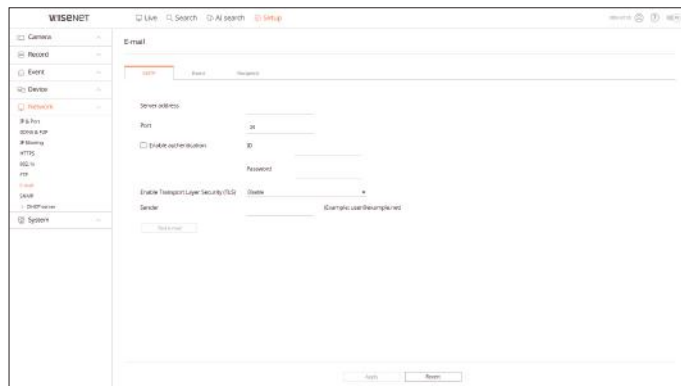 WISENET
Live Search AI search Setup
Camera
Record
Event
Device
Network
IP & Port
DDNS & P2P
IP filtering
HTTPS
802.1x
FTP
E-mail
SNMP
DHCP server
System
E-mail
SMTP Event Recipient
Server address
Port
Enable authentication ID
Password
Enable Transport Layer Security (TLS) Disable
Sender (Example: user@example.net)
Test E-mail
Apply Revert